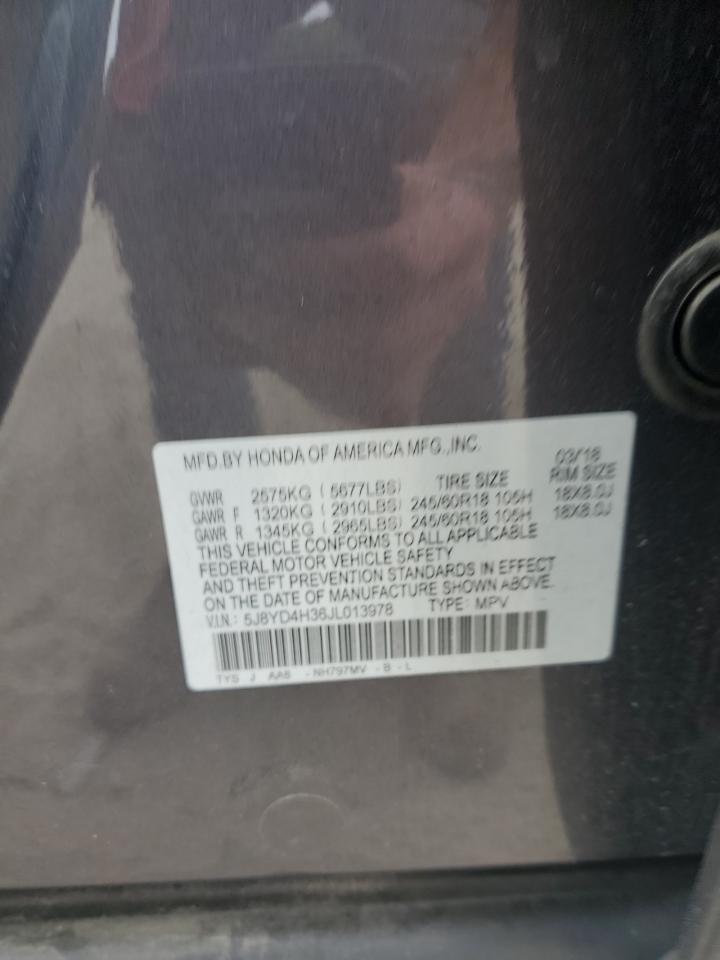 MFD.BY HONDA OF AMERICA MFG.,INC. 03/18
TIRE SIZE RIM SIZE
GVWR 2575KG ( 5677LBS)
GAWR F 1320KG ( 2910LBS) 245/60R18 105H 18X8.0J
GAWR R 1345KG ( 2965LBS) 245/60R18 105H 18X8.0J
THIS VEHICLE CONFORMS TO ALL APPLICABLE
FEDERAL MOTOR VEHICLE SAFETY
AND THEFT PREVENTION STANDARDS IN EFFECT
ON THE DATE OF MANUFACTURE SHOWN ABOVE.
V.I.N.: 5J8YD4H36JL013978 TYPE: MPV
TYS J AA8 -NH797MV -B -L